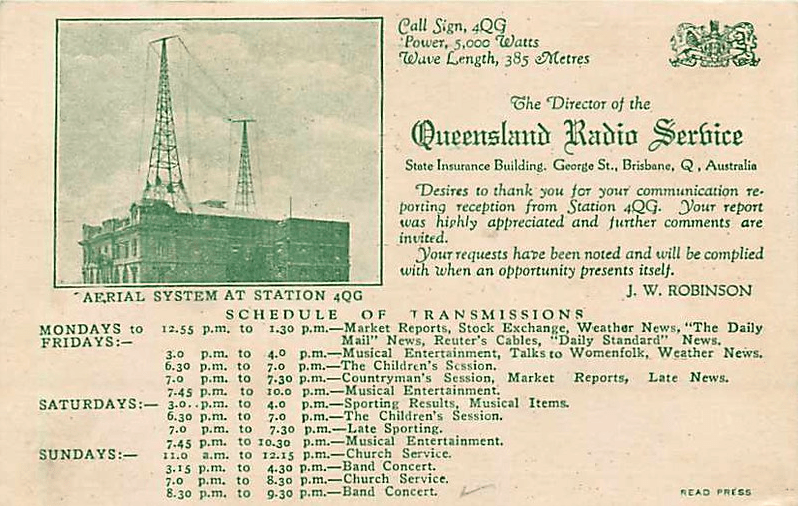 Call Sign, 4QG
Power, 5,000 Watts
Wave Length, 385 Metres
The Director of the
Queensland Radio Service
State Insurance Building. George St., Brisbane, Q, Australia
Desires to thank you for your communication re-
porting reception from Station 4QG. Your report
was highly appreciated and further comments are
invited.
Your requests have been noted and will be complied
with when an opportunity presents itself.
J. W. ROBINSON
AERIAL SYSTEM AT STATION 4QG
SCHEDULE OF TRANSMISSIONS
MONDAYS to 12.55 p.m. to 1.30 p.m.—Market Reports, Stock Exchange, Weather News, "The Daily
FRIDAYS:— Mail" News, Reuter's Cables, "Daily Standard" News.
3.0 p.m. to 4.0 p.m.—Musical Entertainment, Talks to Womenfolk, Weather News.
6.30 p.m. to 7.0 p.m.—The Children's Session.
7.0 p.m. to 7.30 p.m.—Countryman's Session, Market Reports, Late News.
7.45 p.m. to 10.0 p.m.—Musical Entertainment.
SATURDAYS:— 3.0..p.m. to 4.0 p.m.—Sporting Results, Musical Items.
6.30 p.m. to 7.0 p.m.—The Children's Session.
7.0 p.m. to 7.30 p.m.—Late Sporting.
7.45 p.m. to 10.30 p.m.—Musical Entertainment.
SUNDAYS:— 11.0 a.m. to 12.15 p.m.—Church Service.
3.15 p.m. to 4.30 p.m.—Band Concert.
7.0 p.m. to 8.30 p.m.—Church Service.
8.30 p.m. to 9.30 p.m.—Band Concert.
READ PRESS